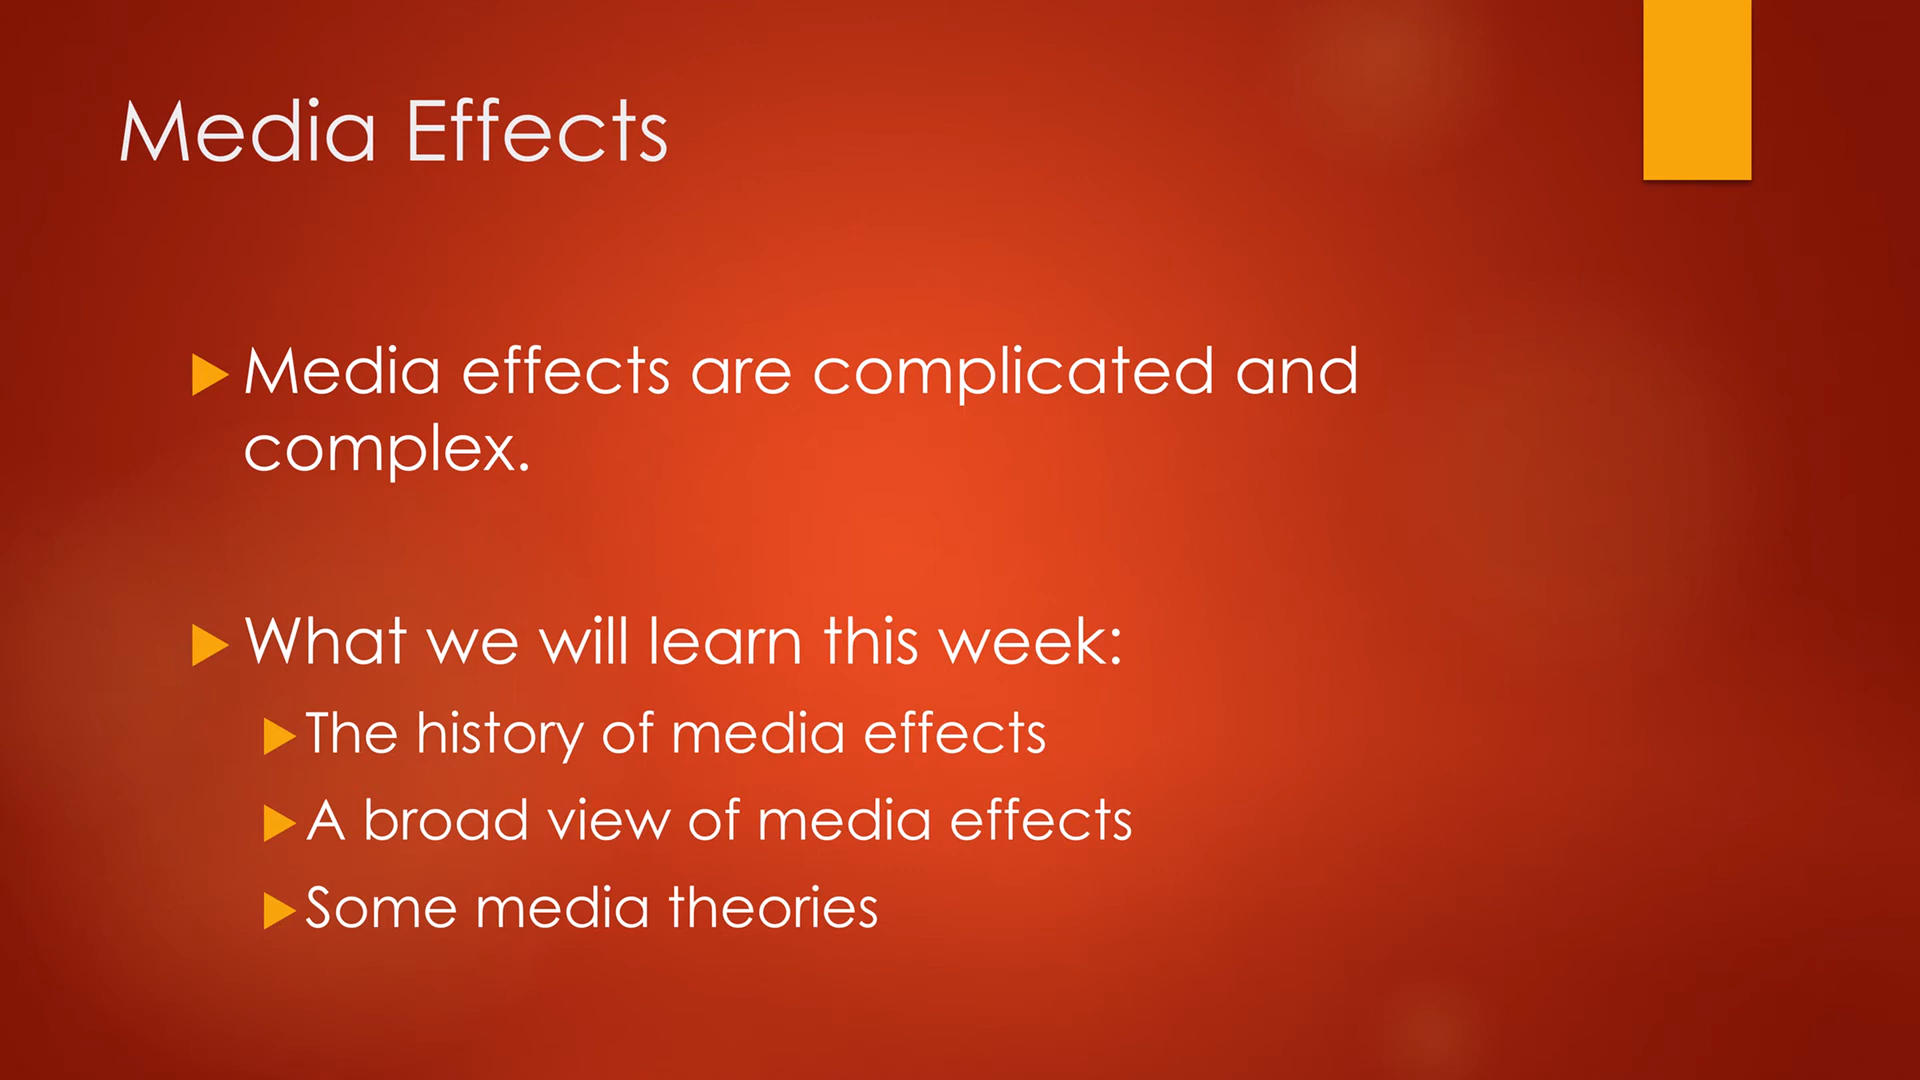 Media Effects
Media effects are complicated and
complex.
What we will learn this week:
The history of media effects
A broad view of media effects
Some media theories